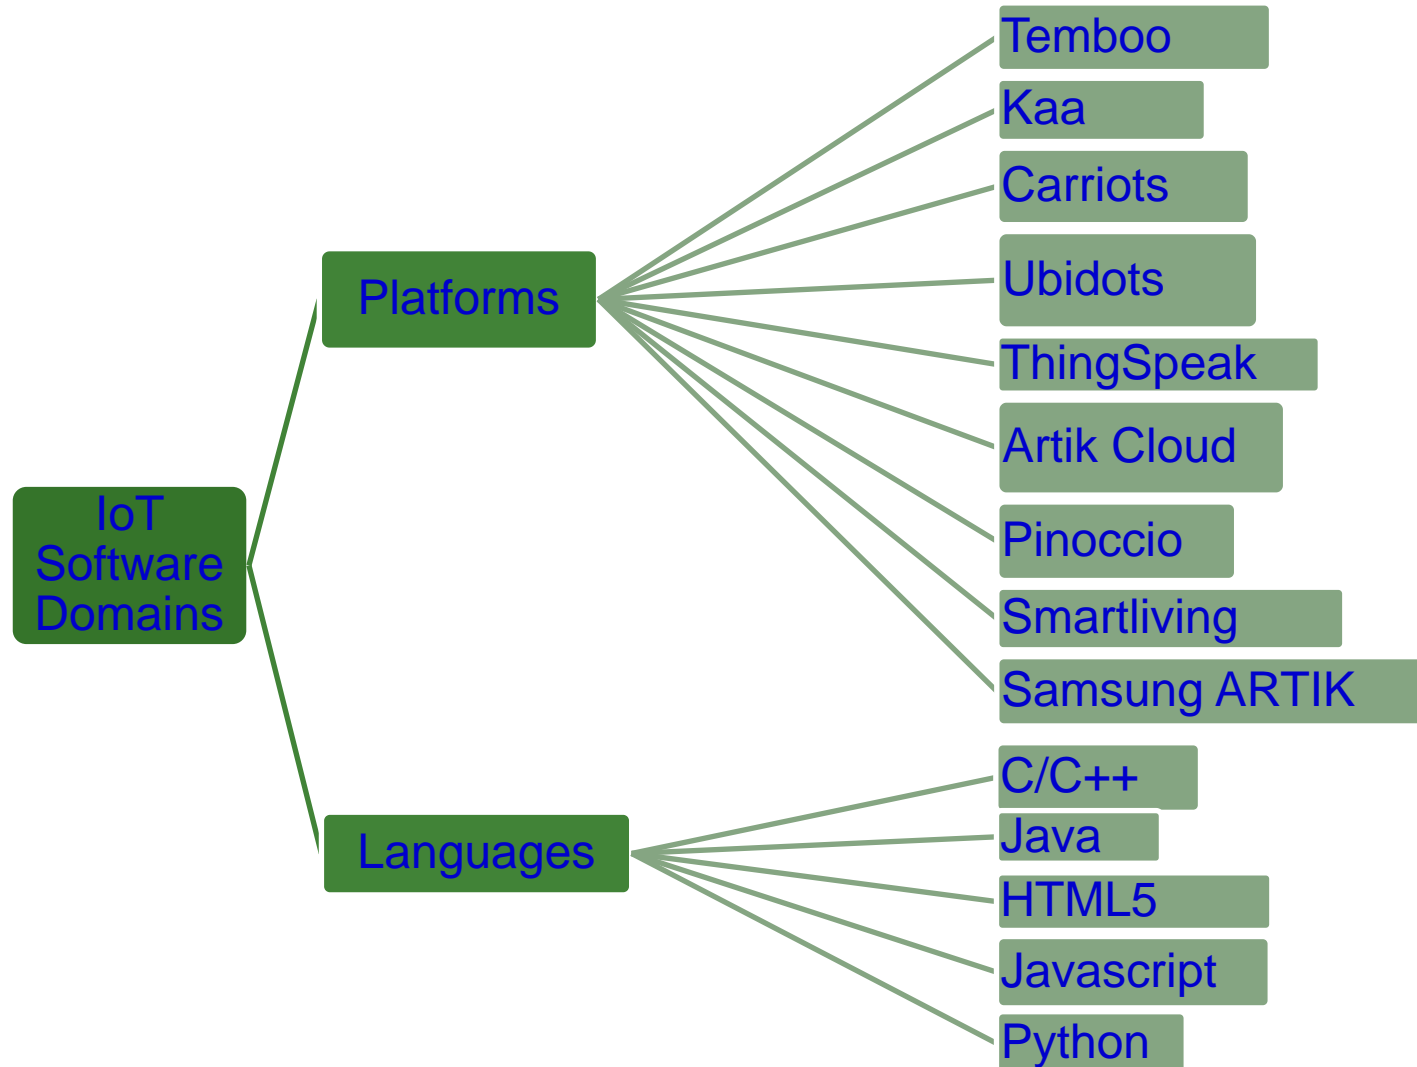 IoT
Software
Domains
Platforms
Temboo
Kaa
Carriots
Ubidots
ThingSpeak
Artik Cloud
Pinoccio
Smartliving
Samsung ARTIK
Languages
C/C++
Java
HTML5
Javascript
Python